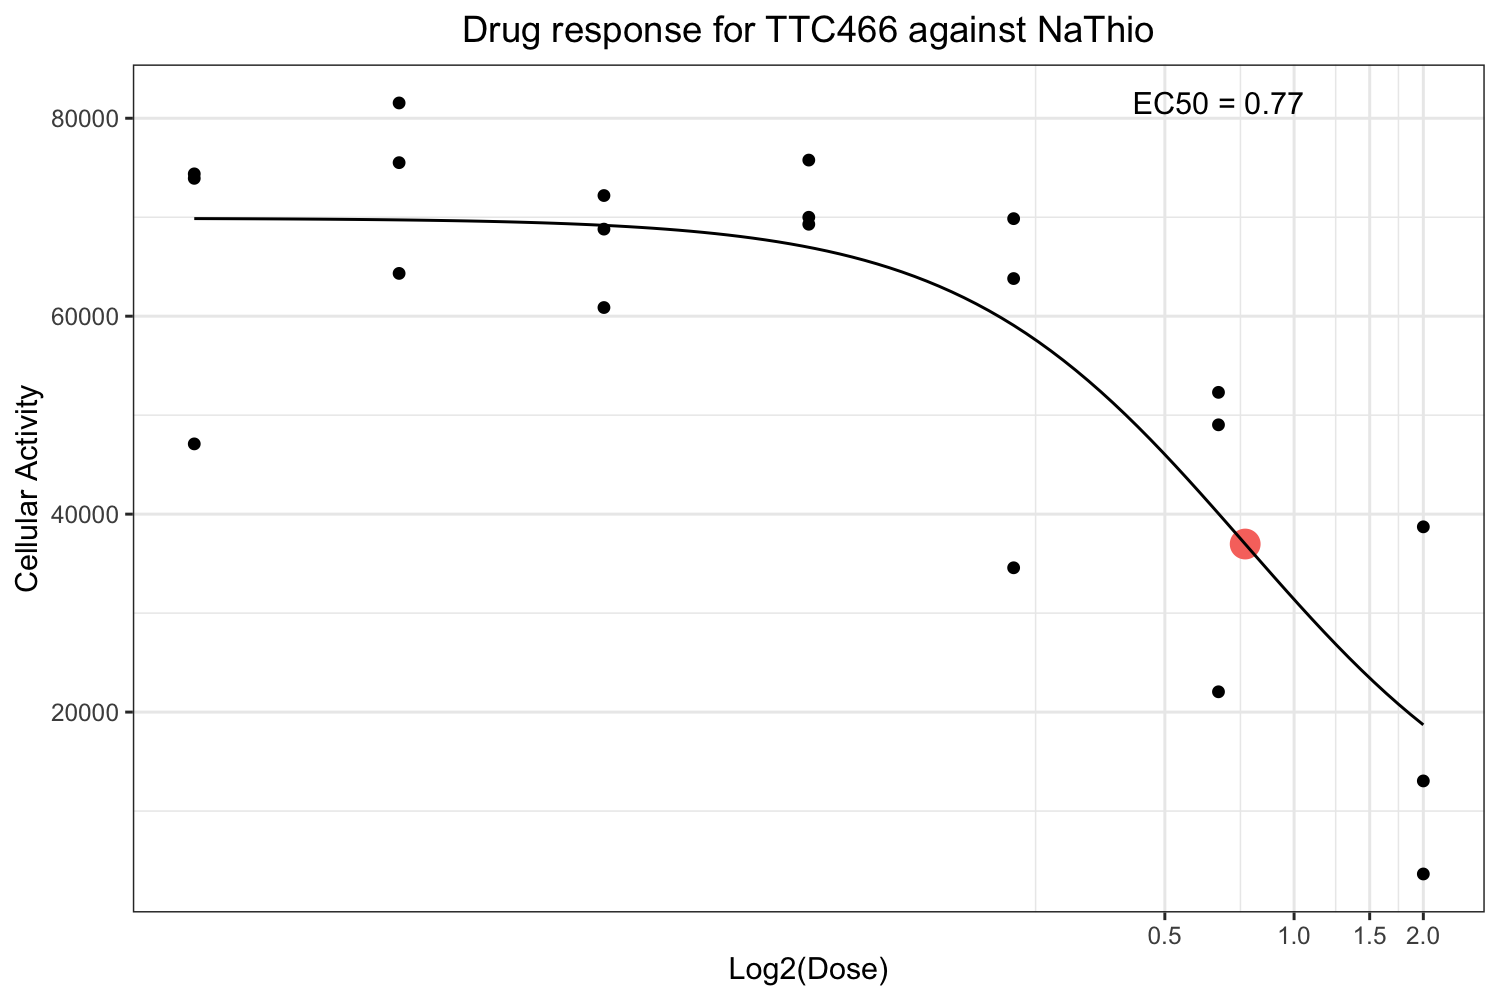 Drug response for TTC466 against NaThio
EC50 = 0.77
80000
60000
40000
20000
Cellular Activity
0.5 1.0 1.5 2.0
Log2(Dose)